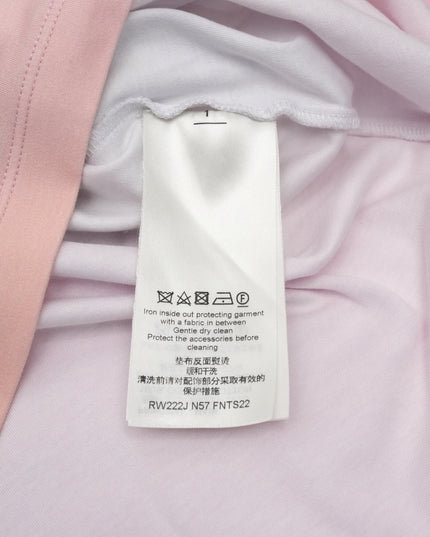 Iron inside out protecting garment
with a fabric in between
Gentle dry clean
Protect the accessories before
cleaning
垫布反面熨烫
缓和干洗
清洗前请对配饰部分采取有效的
保护措施
RW222J N57 FNTS22